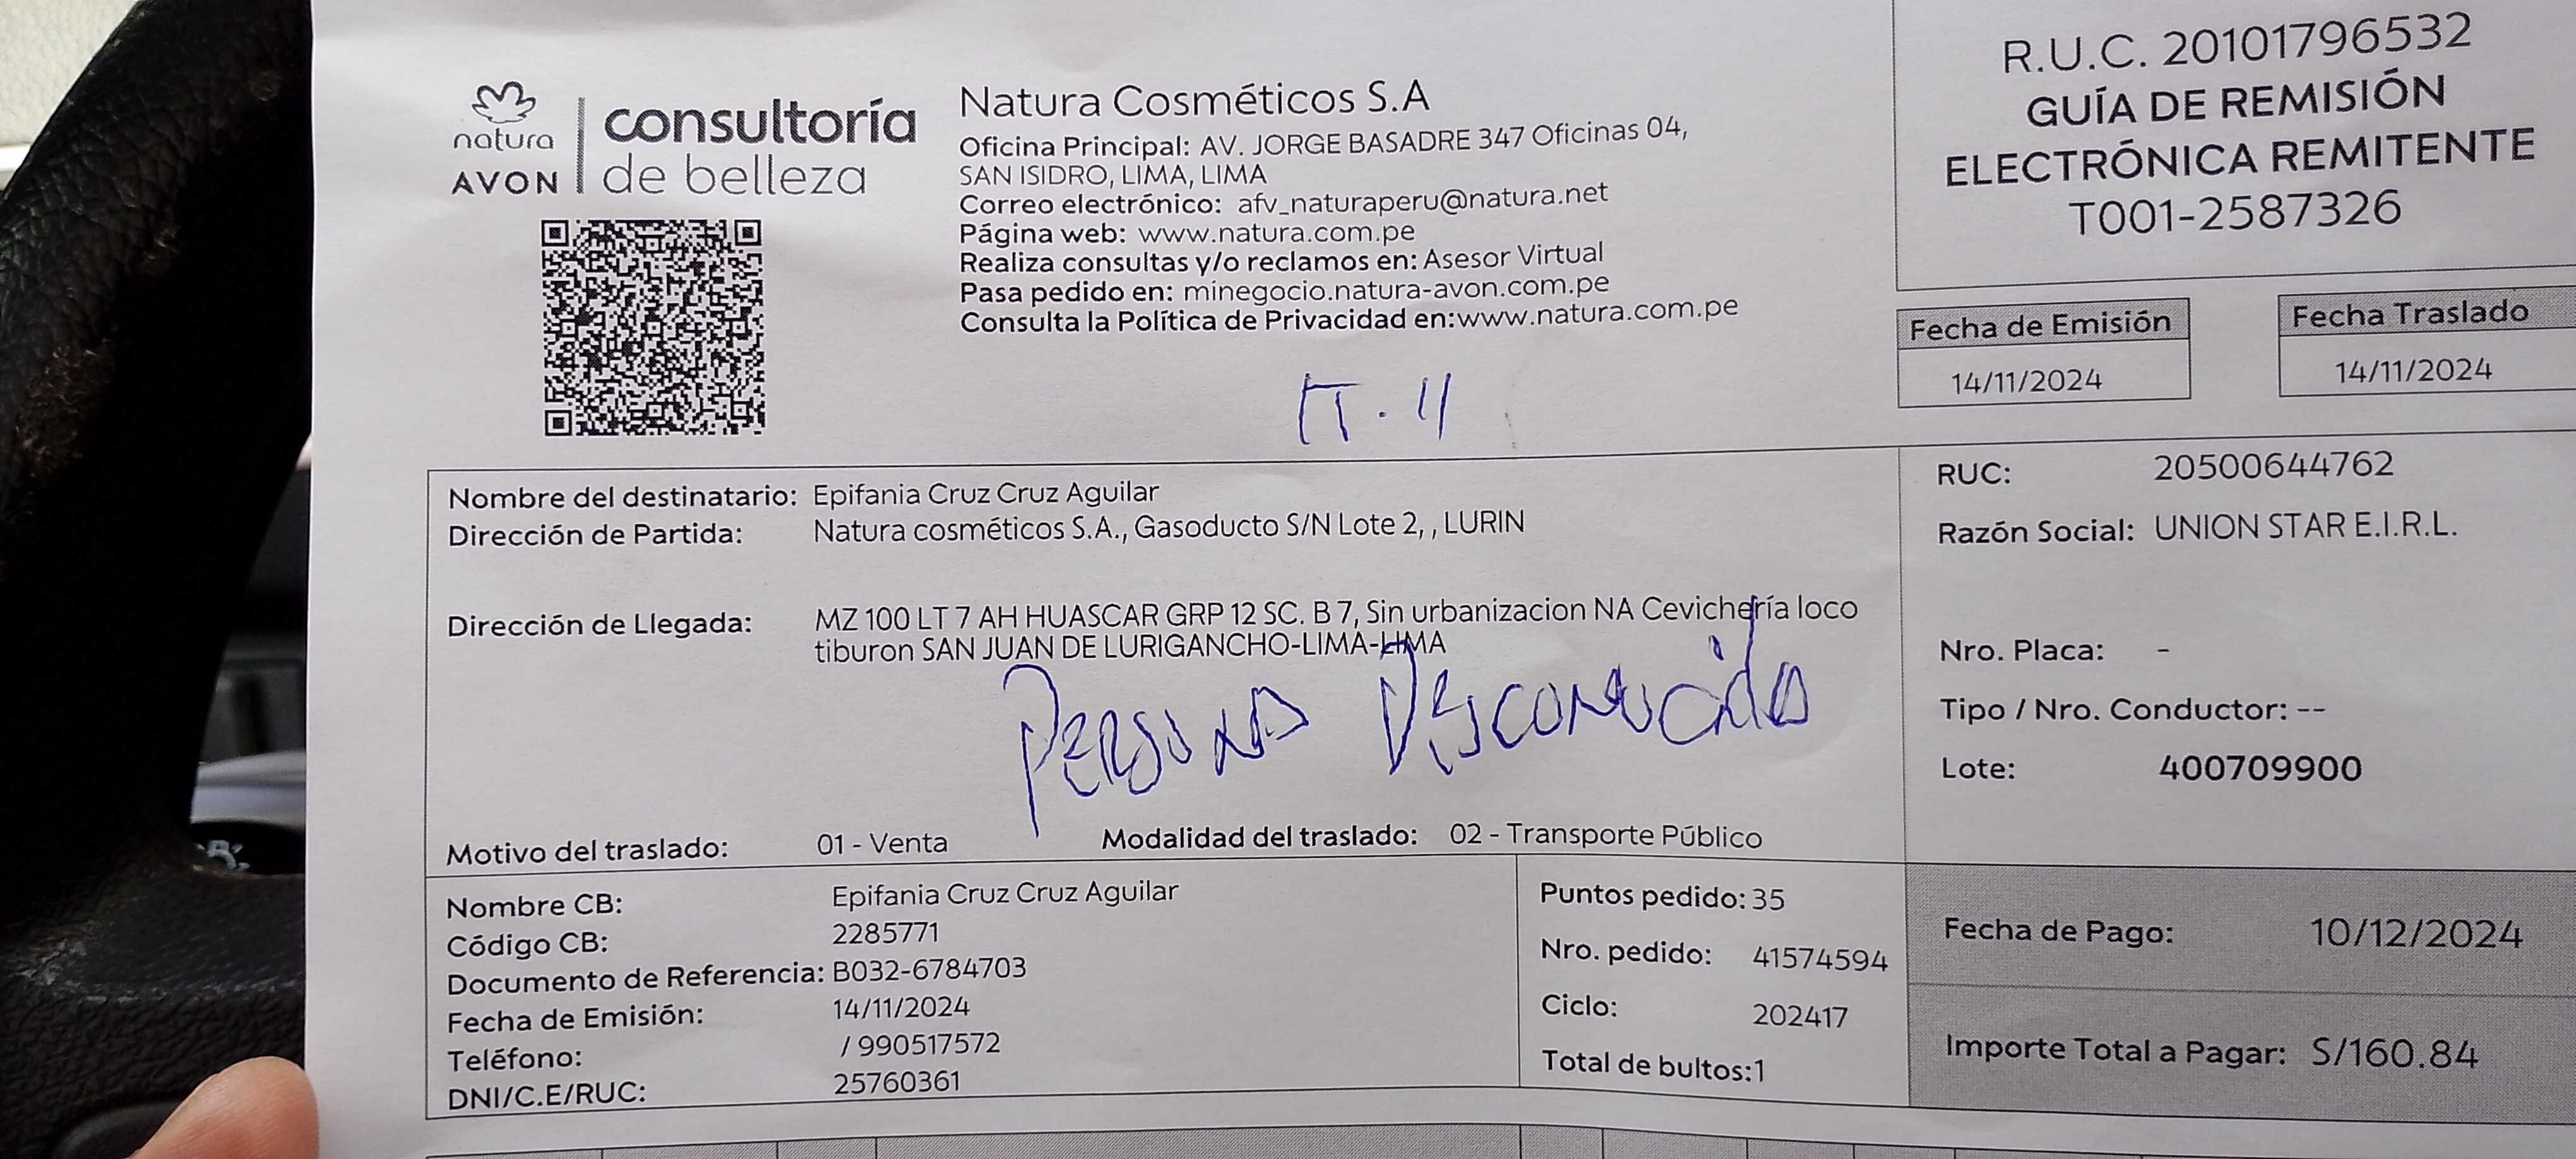 natura
AVON
consultoría
de belleza
Natura Cosméticos S.A
Oficina Principal: AV. JORGE BASADRE 347 Oficinas 04,
SAN ISIDRO, LIMA, LIMA
Correo electrónico: afv_naturaperu@natura.net
Página web: www.natura.com.pe
Realiza consultas y/o reclamos en: Asesor Virtual
Pasa pedido en: minegocio.natura-avon.com.pe
Consulta la Política de Privacidad en:www.natura.com.pe
R.U.C. 20101796532
GUÍA DE REMISIÓN
ELECTRÓNICA REMITENTE
T001-2587326
Fecha de Emisión
14/11/2024
Fecha Traslado
14/11/2024
Nombre del destinatario: Epifania Cruz Cruz Aguilar
Dirección de Partida: Natura cosméticos S.A., Gasoducto S/N Lote 2, , LURIN
Dirección de Llegada: MZ 100 LT 7 AH HUASCAR GRP 12 SC. B 7, Sin urbanizacion NA Cevichería loco
tiburon SAN JUAN DE LURIGANCHO-LIMA-LIMA
Persona Desconocida
Motivo del traslado: 01 - Venta Modalidad del traslado: 02 - Transporte Público
RUC: 20500644762
Razón Social: UNION STAR E.I.R.L.
Nro. Placa: -
Tipo / Nro. Conductor: --
Lote: 400709900
Nombre CB: Epifania Cruz Cruz Aguilar
Código CB: 2285771
Documento de Referencia: B032-6784703
Fecha de Emisión: 14/11/2024
Teléfono: / 990517572
DNI/C.E/RUC: 25760361
Puntos pedido: 35
Nro. pedido: 41574594
Ciclo: 202417
Total de bultos:1
Fecha de Pago: 10/12/2024
Importe Total a Pagar: S/160.84